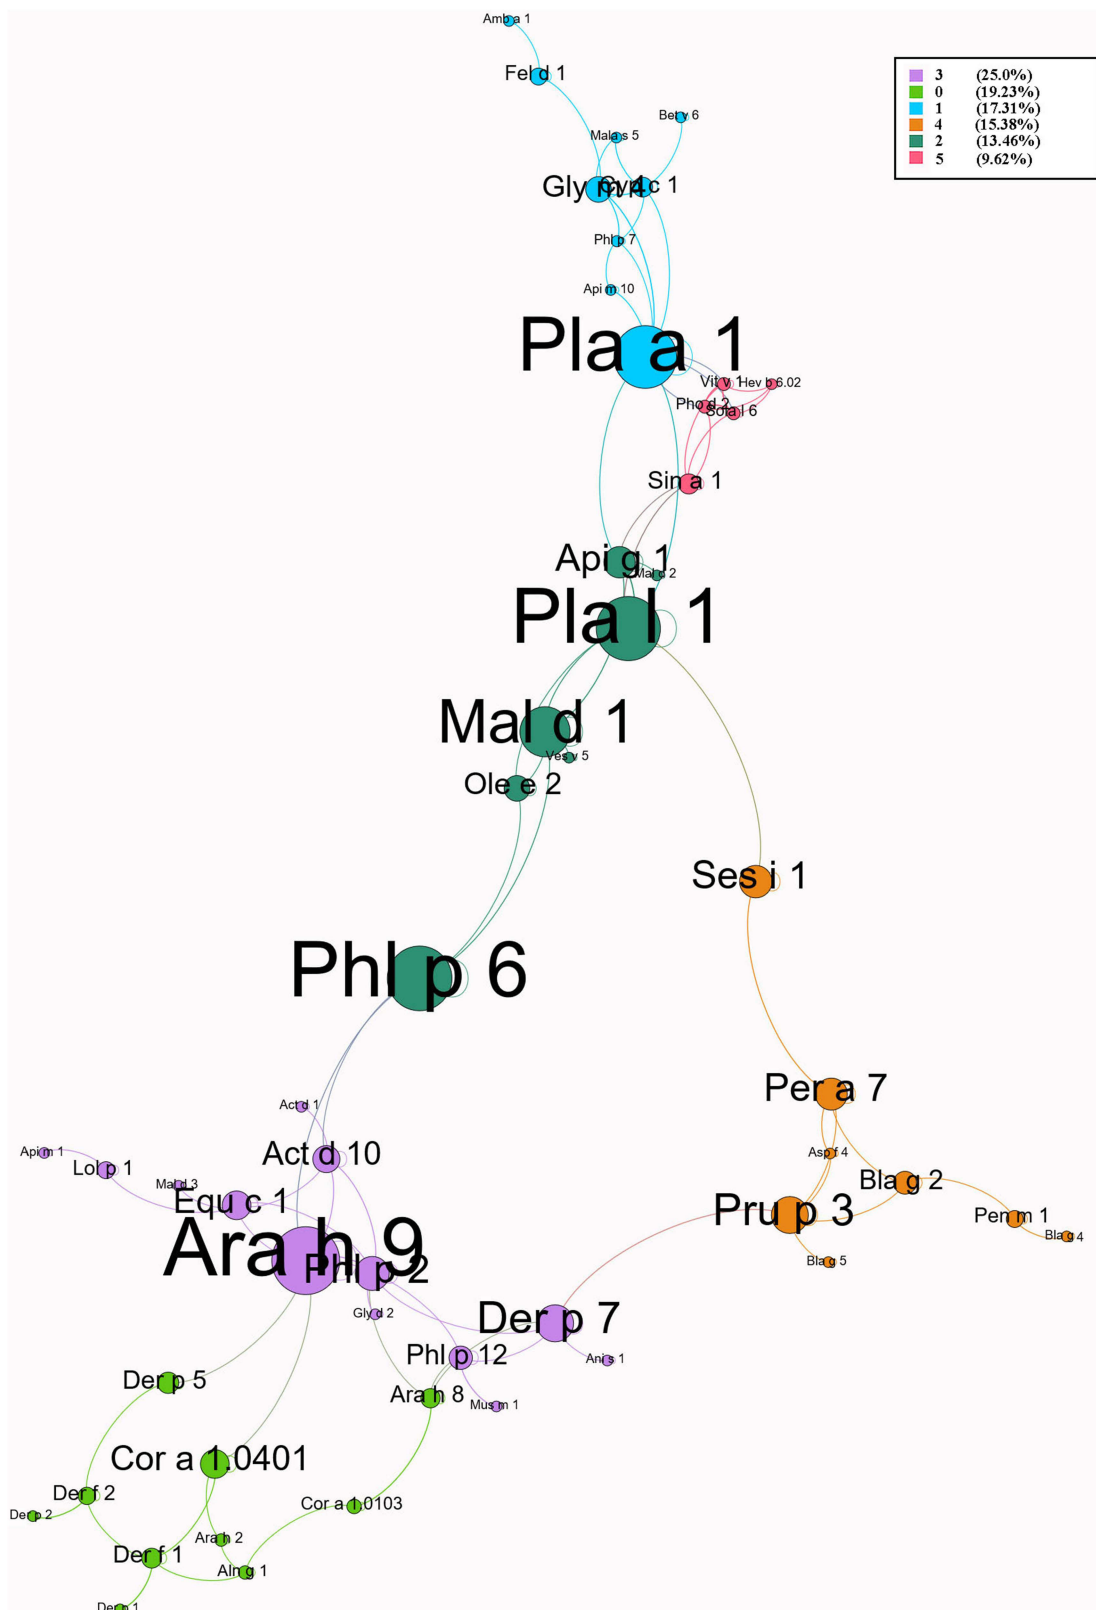 Amb a 1
Fel d 1
3 (25.0%)
0 (19.23%)
1 (17.31%)
4 (15.38%)
2 (13.46%)
5 (9.62%)
Bet v 6
Mala s 5
Gly m 4
Cyn d 1
Phl p 7
Api m 10
Pla a 1
Vit v 1
Hev b 6.02
Pho d 2
Sola l 6
Sin a 1
Api g 1
Mal d 2
Pla l 1
Mal d 1
Ves v 5
Ole e 2
Ses i 1
Phl p 6
Per a 7
Act d 1
Act d 10
Api m 1
Lol p 1
Asp f 4
Mal d 3
Bla g 2
Equ c 1
Pru p 3
Pen m 1
Bla g 4
Ara h 9
Bla g 5
Phl p 2
Gly d 2
Der p 7
Phl p 12
Ani s 1
Der p 5
Ara h 8
Mus m 1
Cor a 1.0401
Der f 2
Cor a 1.0103
Der p 2
Ara h 2
Der f 1
Aln g 1
Der p 1